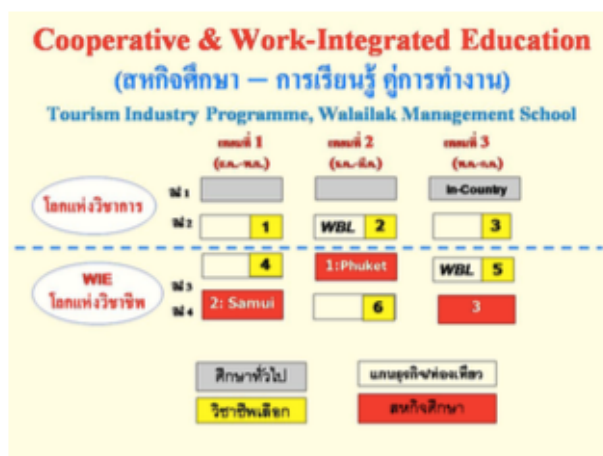 Cooperative & Work-Integrated Education
(สหกิจศึกษา – การเรียนรู้ คู่การทำงาน)
Tourism Industry Programme, Walailak Management School
เทอมที่ 1 เทอมที่ 2 เทอมที่ 3
โลกแห่งวิชาการ
ปี 1 In-Country
ปี 2 1 WBL 2 3
WIE
โลกแห่งวิชาชีพ
ปี 3 4 1:Phuket WBL 5
ปี 4 2: Samui 6 3
ศึกษาทั่วไป แกนธุรกิจ/ท่องเที่ยว
วิชาชีพเลือก สหกิจศึกษา